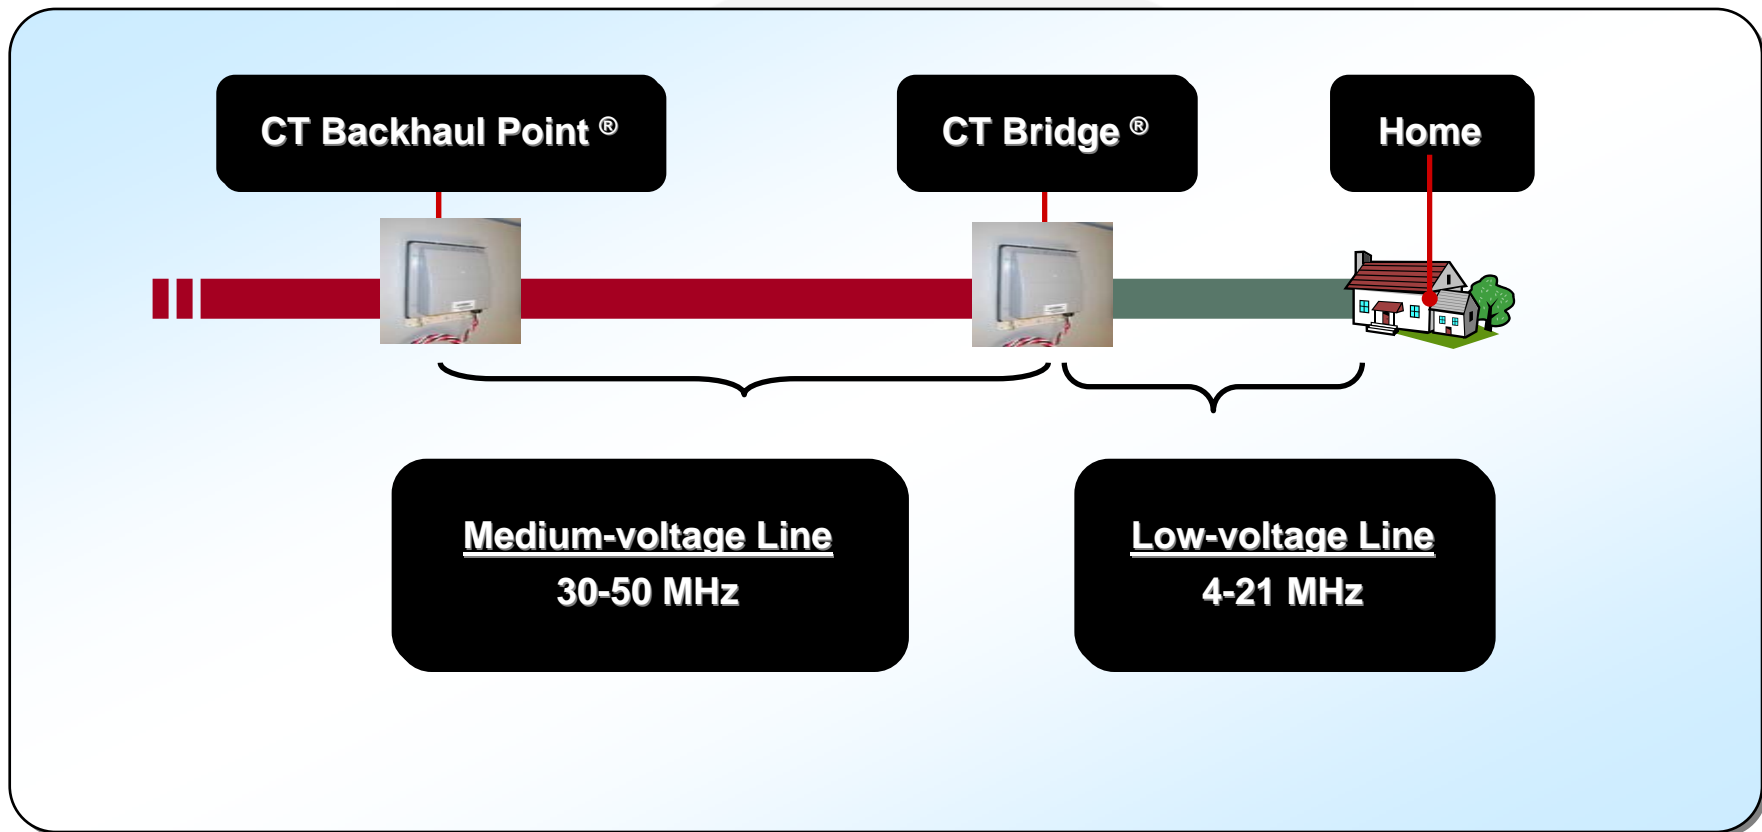 CT Backhaul Point ®
CT Bridge ®
Home
Medium-voltage Line
30-50 MHz
Low-voltage Line
4-21 MHz